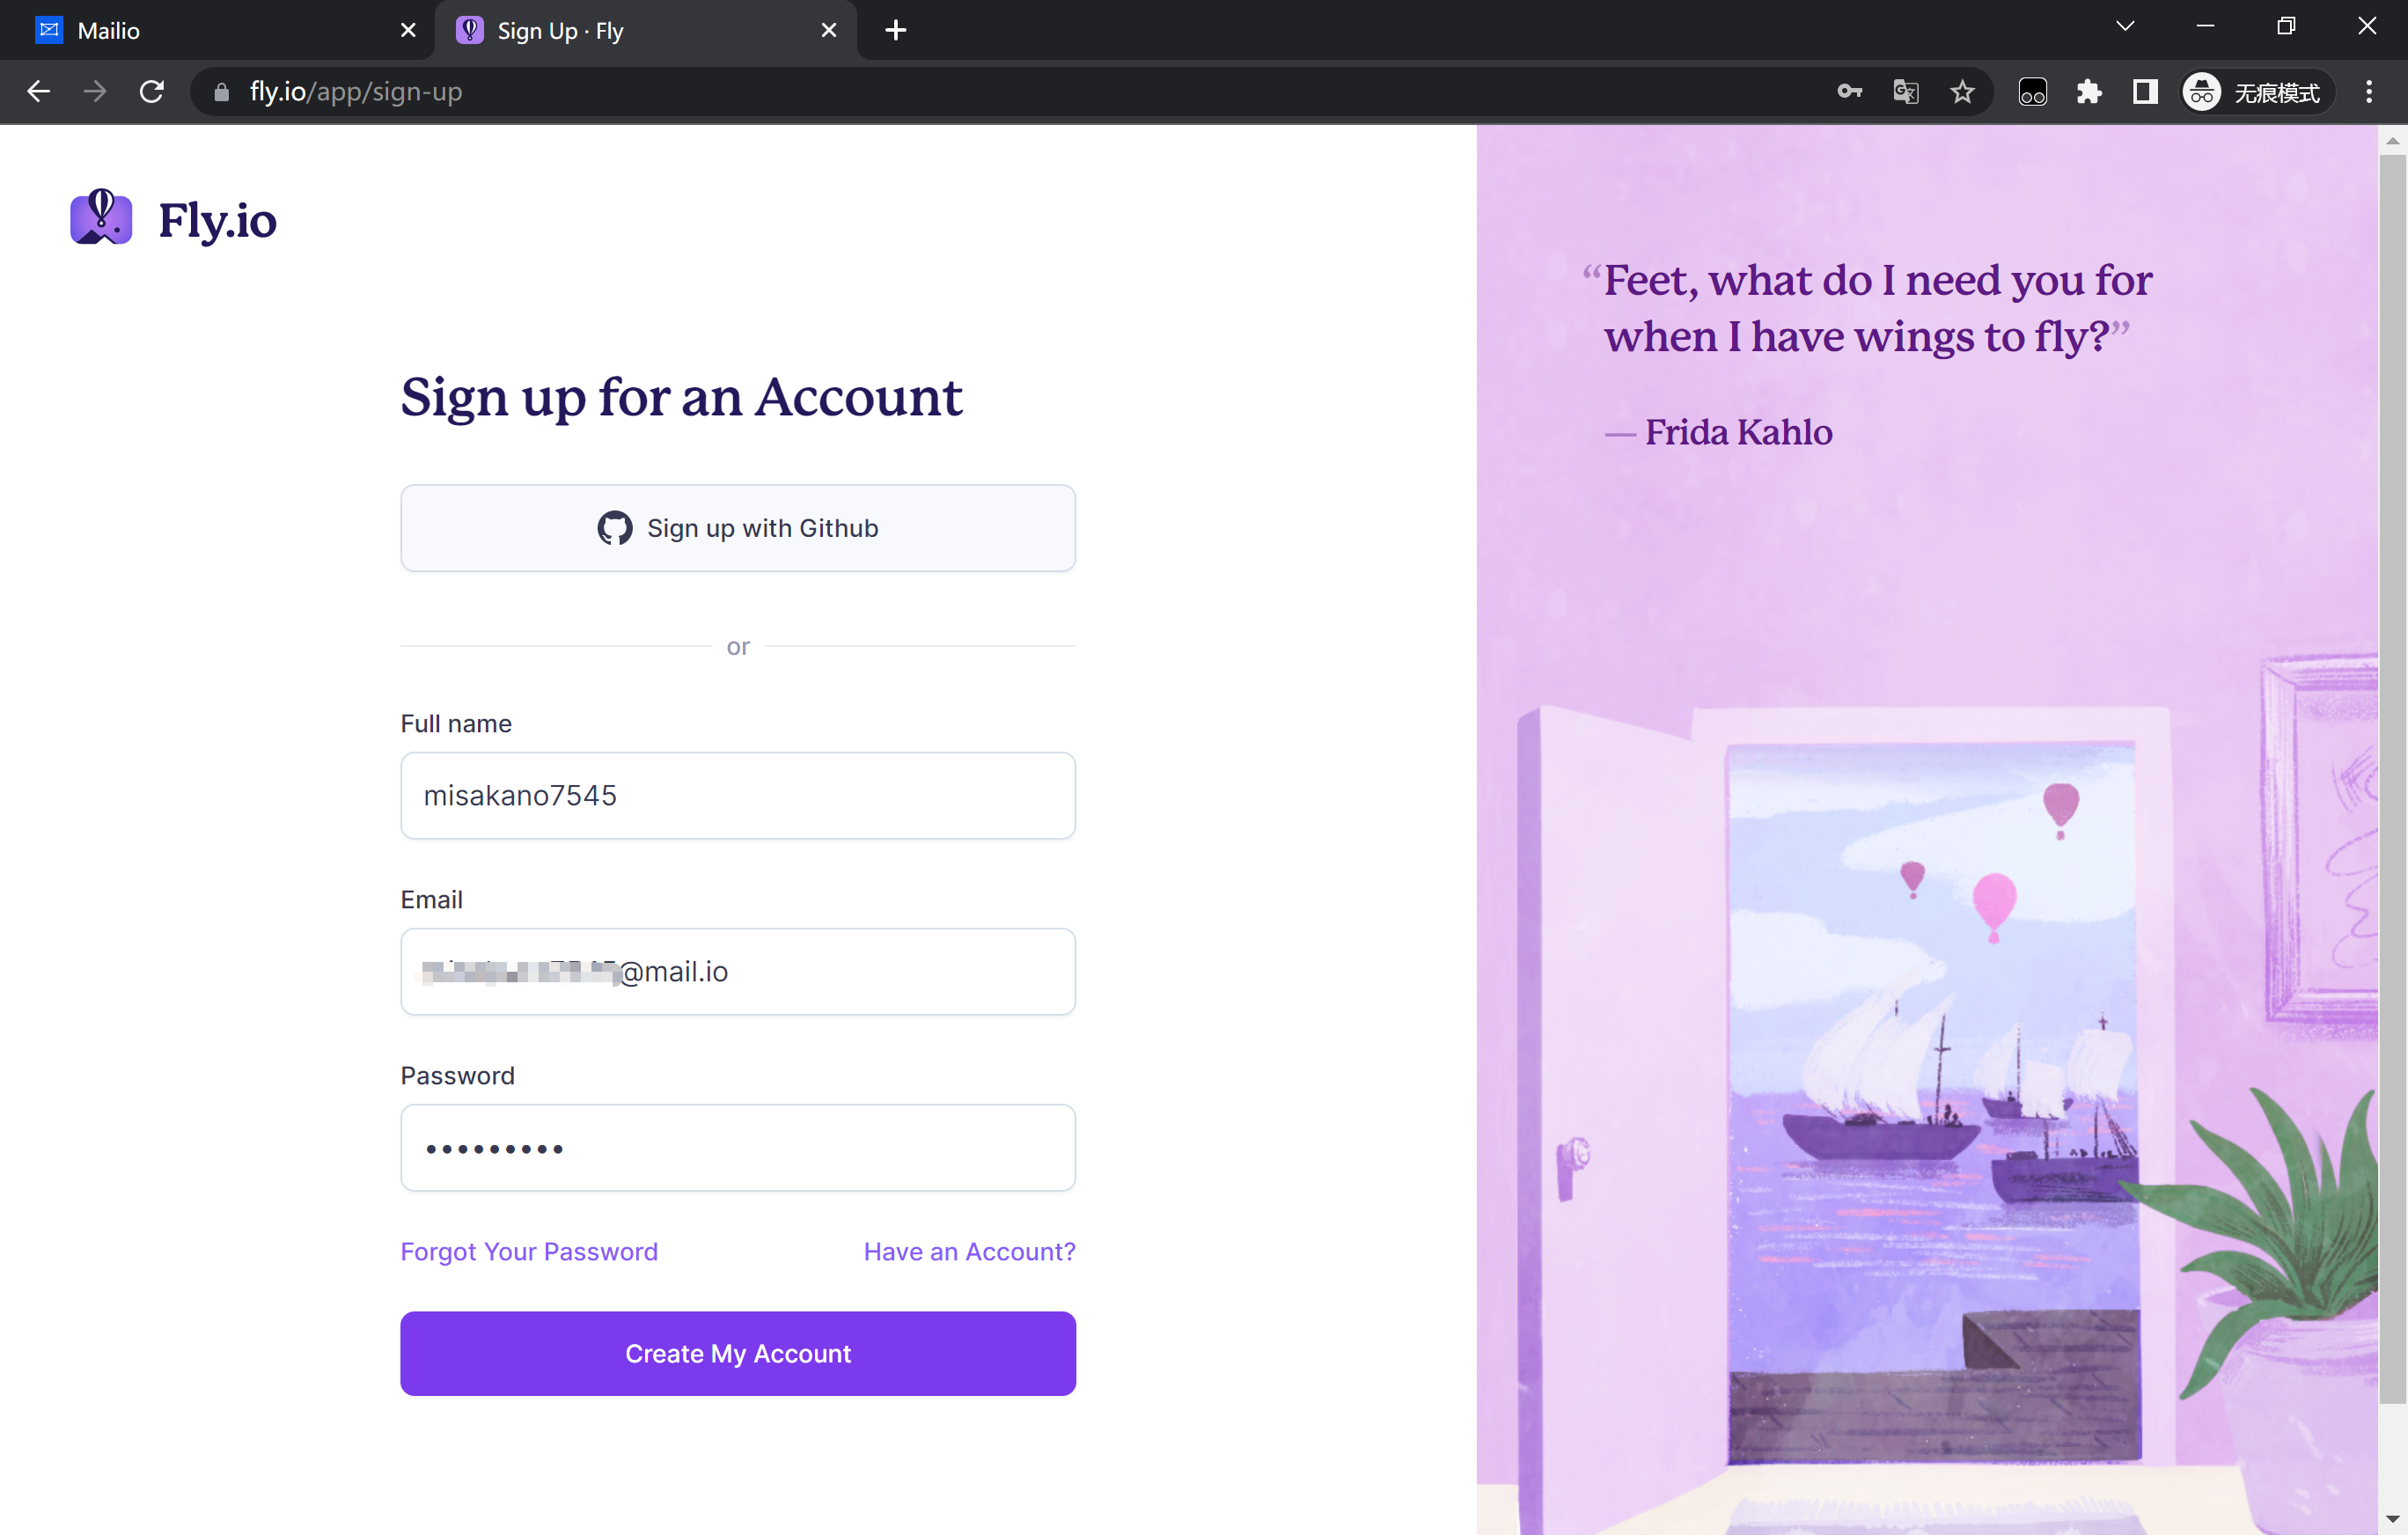 Mailio
Sign Up · Fly
fly.io/app/sign-up
无痕模式
Fly.io
Sign up for an Account
Sign up with Github
or
Full name
misakano7545
Email
@mail.io
Password
•••••••••
Forgot Your Password
Have an Account?
Create My Account
“Feet, what do I need you for
when I have wings to fly?”
— Frida Kahlo